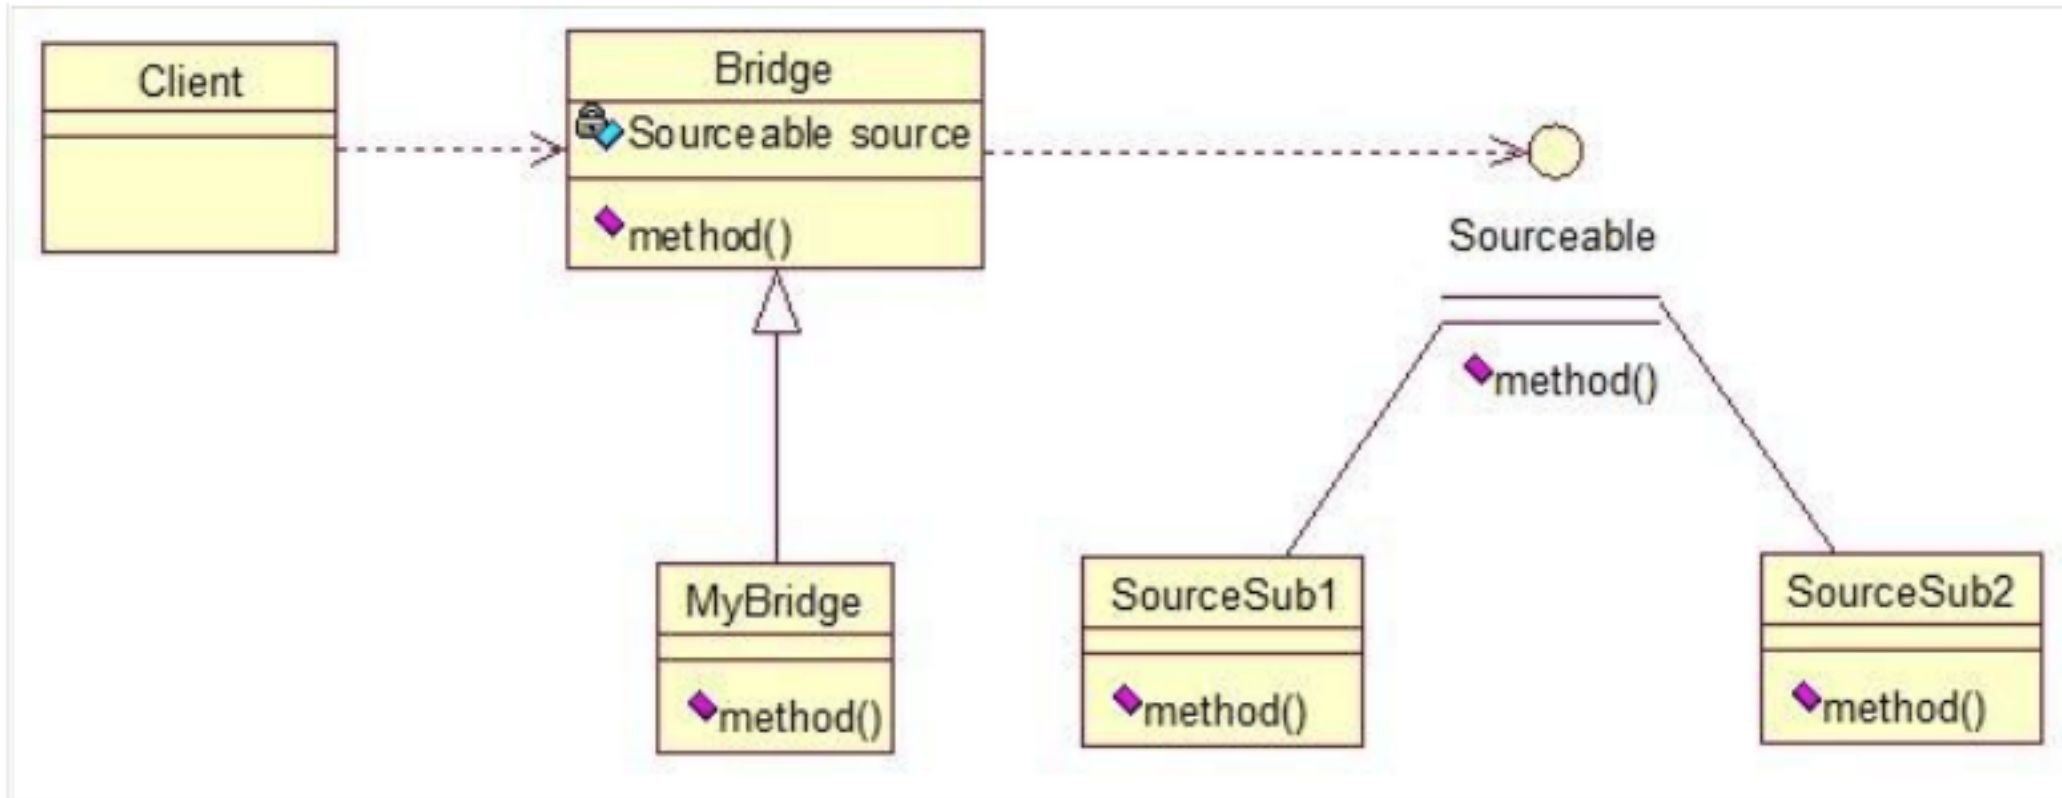 Client
Bridge
Sourceable source
method()
Sourceable
method()
MyBridge
method()
SourceSub1
method()
SourceSub2
method()